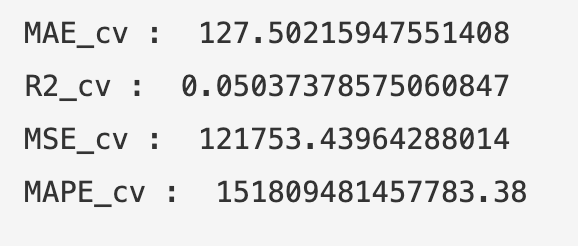 MAE_cv :  127.50215947551408
R2_cv :  0.05037378575060847
MSE_cv :  121753.43964288014
MAPE_cv :  151809481457783.38